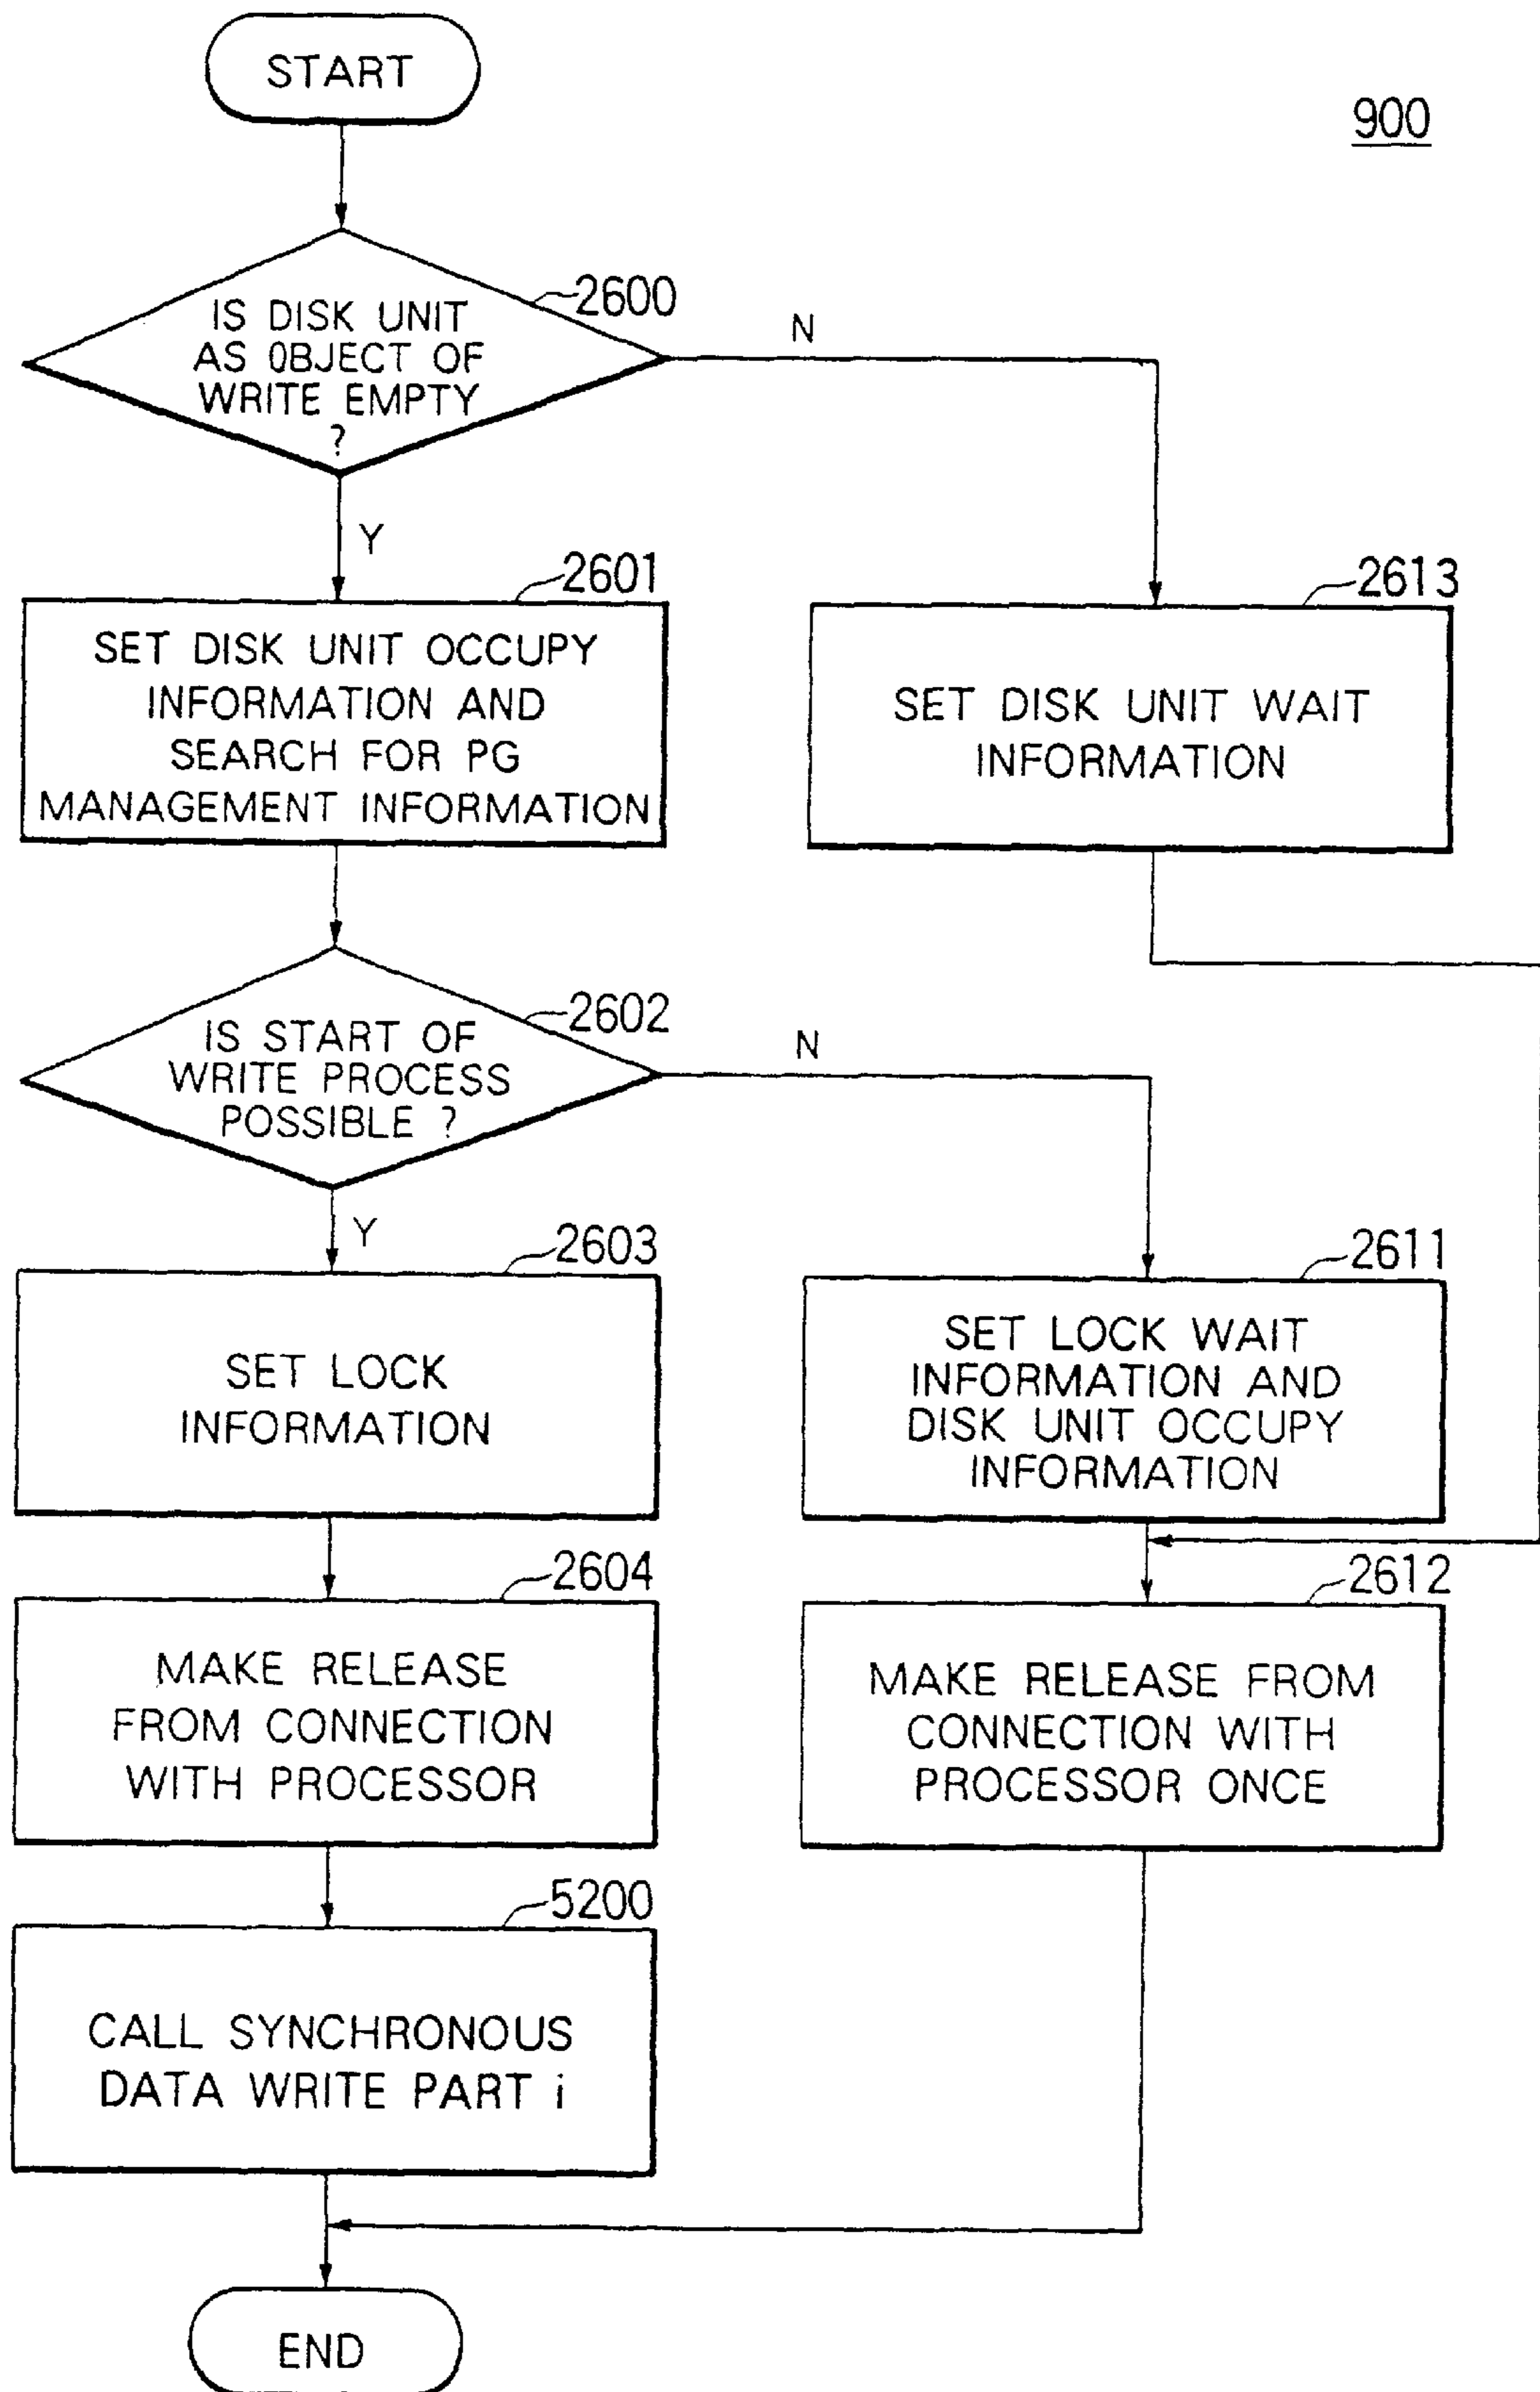 START
900
2600
IS DISK UNIT
AS OBJECT OF
WRITE EMPTY
?
N
Y
2601
SET DISK UNIT OCCUPY
INFORMATION AND
SEARCH FOR PG
MANAGEMENT INFORMATION
2613
SET DISK UNIT WAIT
INFORMATION
2602
IS START OF
WRITE PROCESS
POSSIBLE ?
N
Y
2603
SET LOCK
INFORMATION
2611
SET LOCK WAIT
INFORMATION AND
DISK UNIT OCCUPY
INFORMATION
2604
MAKE RELEASE
FROM CONNECTION
WITH PROCESSOR
2612
MAKE RELEASE FROM
CONNECTION WITH
PROCESSOR ONCE
5200
CALL SYNCHRONOUS
DATA WRITE PART i
END